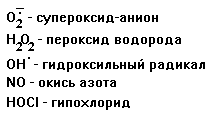 O₂⁻ - супероксид-анион
H₂O₂ - пероксид водорода
OH˙ - гидроксильный радикал
NO - окись азота
HOCl - гипохлорид